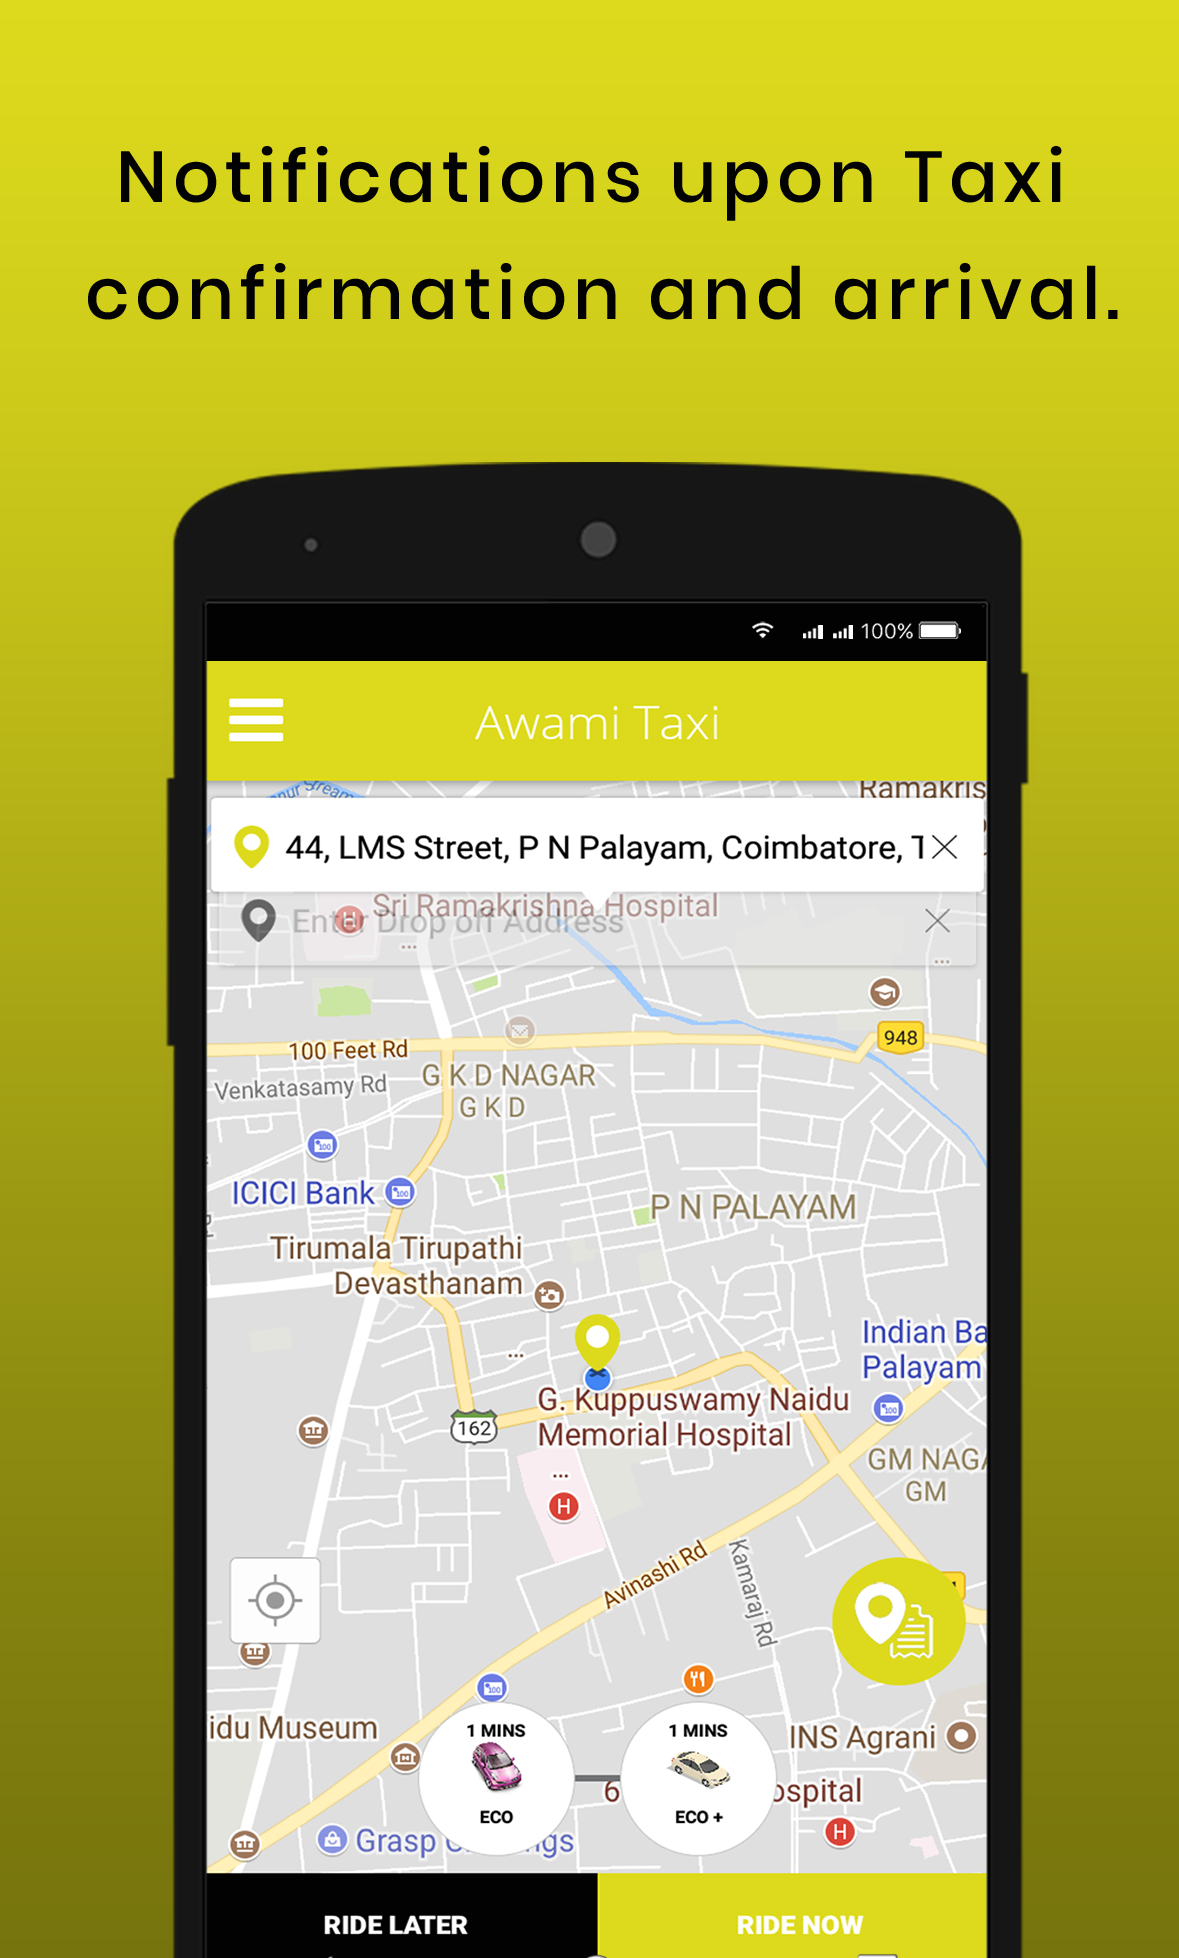 Notifications upon Taxi
confirmation and arrival.
100%
Awami Taxi
Ramakris
44, LMS Street, P N Palayam, Coimbatore, T
Sri Ramakrishna Hospital
Enter Drop off Address
948
100 Feet Rd
Venkatasamy Rd
G K D NAGAR
G K D
ICICI Bank
P N PALAYAM
Tirumala Tirupathi
Devasthanam
Indian Ba
Palayam
G. Kuppuswamy Naidu
Memorial Hospital
162
GM NAGA
GM
H
Avinashi Rd
Kamaraj Rd
idu Museum
1 MINS
ECO
1 MINS
ECO +
INS Agrani
6
ospital
H
Grasp
ngs
RIDE LATER
RIDE NOW